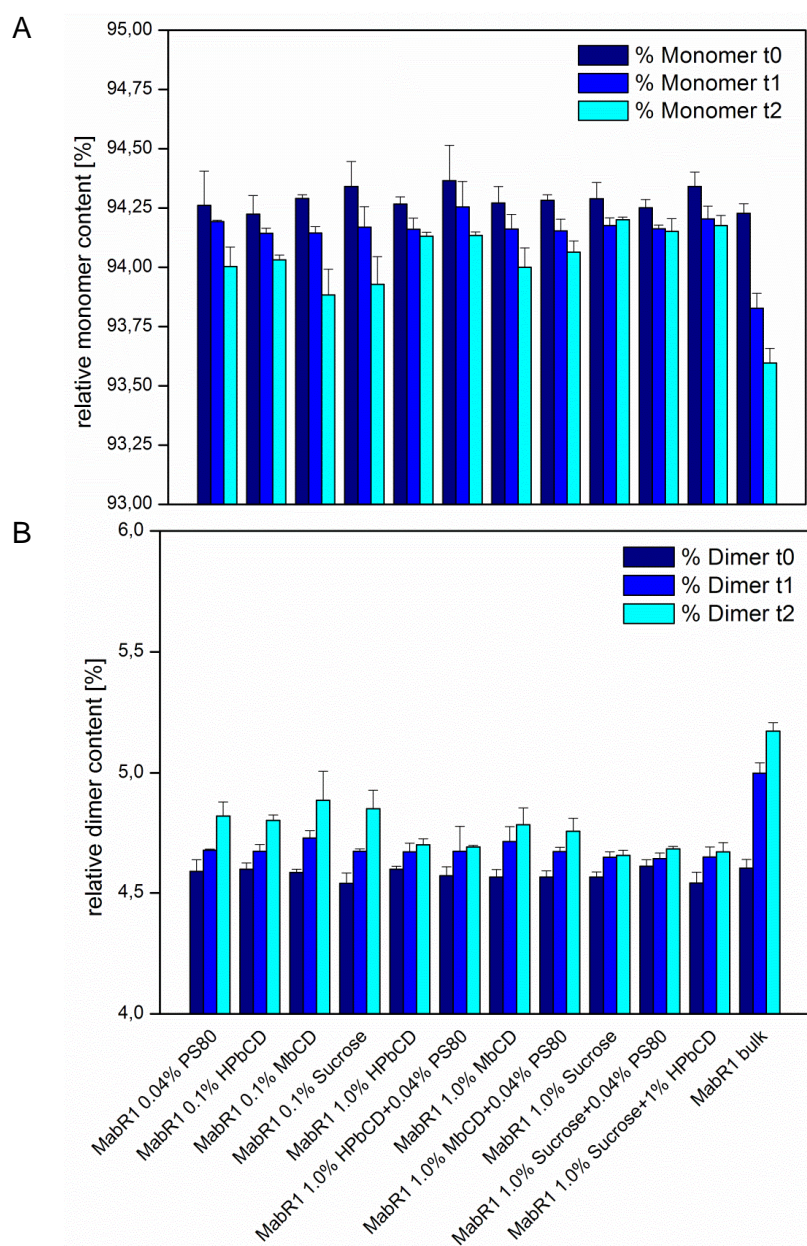 A
95,00
94,75
94,50
94,25
94,00
93,75
93,50
93,25
93,00
relative monomer content [%]
% Monomer t0
% Monomer t1
% Monomer t2
B
6,0
5,5
5,0
4,5
4,0
relative dimer content [%]
% Dimer t0
% Dimer t1
% Dimer t2
MabR1 0.04% PS80
MabR1 0.1% HPbCD
MabR1 0.1% MbCD
MabR1 0.1% Sucrose
MabR1 1.0% HPbCD
MabR1 1.0% HPbCD+0.04% PS80
MabR1 1.0% MbCD
MabR1 1.0% MbCD+0.04% PS80
MabR1 1.0% Sucrose
MabR1 1.0% Sucrose+0.04% PS80
MabR1 1.0% Sucrose+1% HPbCD
MabR1 bulk